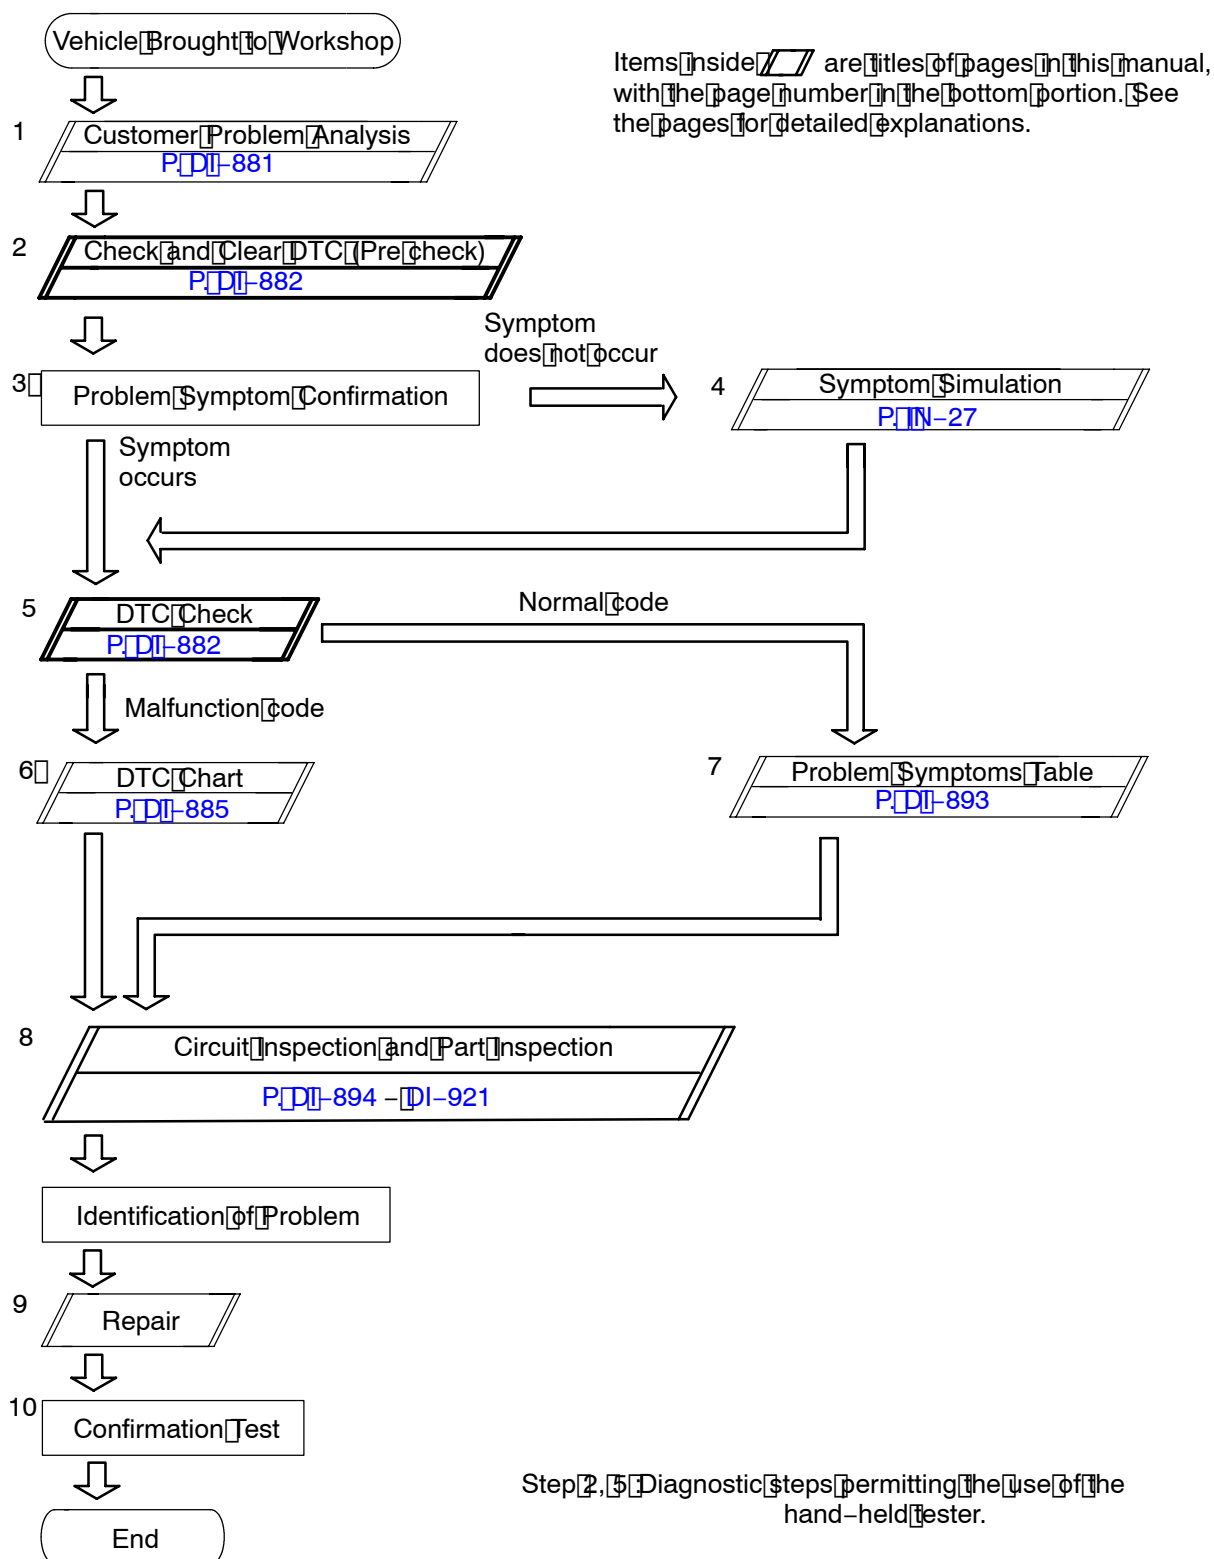 Vehicle Brought to Workshop
Items inside are titles of pages in this manual,
with the page number in the bottom portion. See
the pages for detailed explanations.
1
Customer Problem Analysis
P. DI–881
2
Check and Clear DTC (Pre check)
P. DI–882
Symptom
does not occur
3
Problem Symptom Confirmation
4
Symptom Simulation
P. IN–27
Symptom
occurs
5
DTC Check
P. DI–882
Normal code
Malfunction code
6
DTC Chart
P. DI–885
7
Problem Symptoms Table
P. DI–893
8
Circuit Inspection and Part Inspection
P. DI–894 – DI–921
Identification of Problem
9
Repair
10
Confirmation Test
Step 2, 5 : Diagnostic steps permitting the use of the
hand–held tester.
End